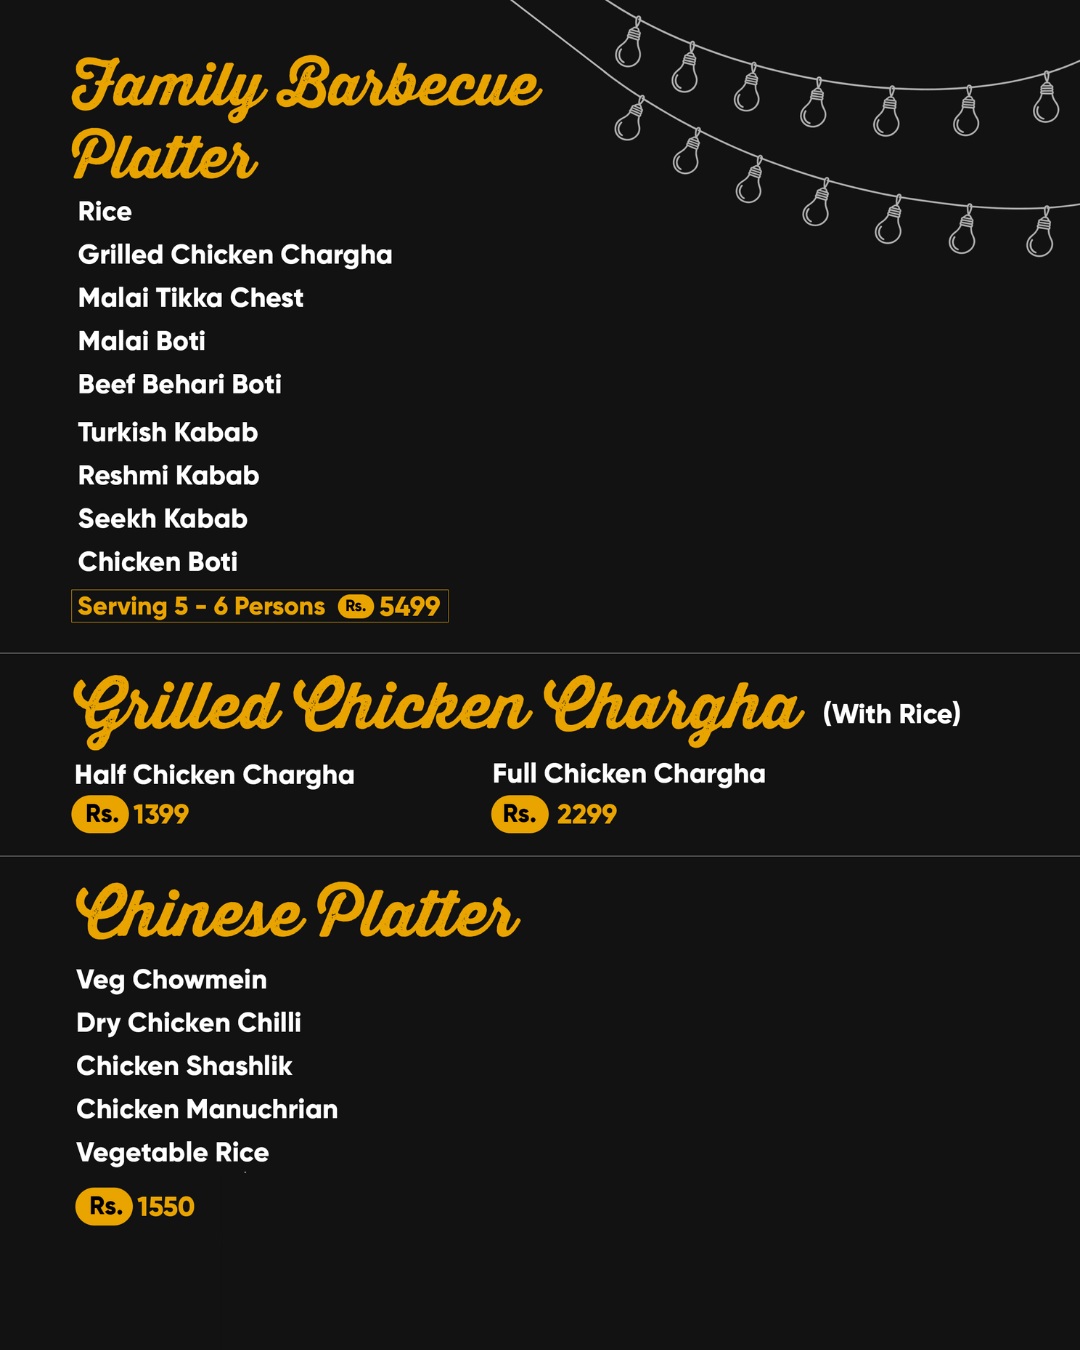 Family Barbecue
Platter
Rice
Grilled Chicken Chargha
Malai Tikka Chest
Malai Boti
Beef Behari Boti
Turkish Kabab
Reshmi Kabab
Seekh Kabab
Chicken Boti
Serving 5 - 6 Persons Rs. 5499
Grilled Chicken Chargha (With Rice)
Half Chicken Chargha
Rs. 1399
Full Chicken Chargha
Rs. 2299
Chinese Platter
Veg Chowmein
Dry Chicken Chilli
Chicken Shashlik
Chicken Manuchrian
Vegetable Rice
Rs. 1550